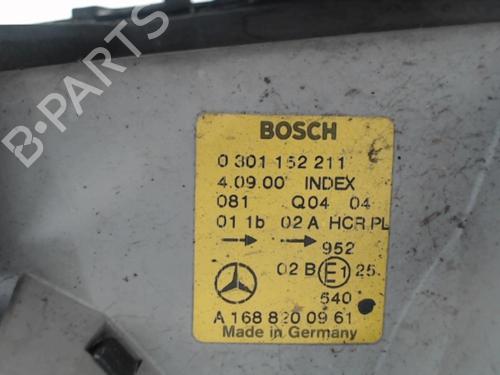 B-PARTS
BOSCH
0 301 152 211
4.09.00 INDEX
081 Q04 04
01 1b 02 A HCR PL
952
02 B E1 25
540
A 168 820 09 61
Made in Germany